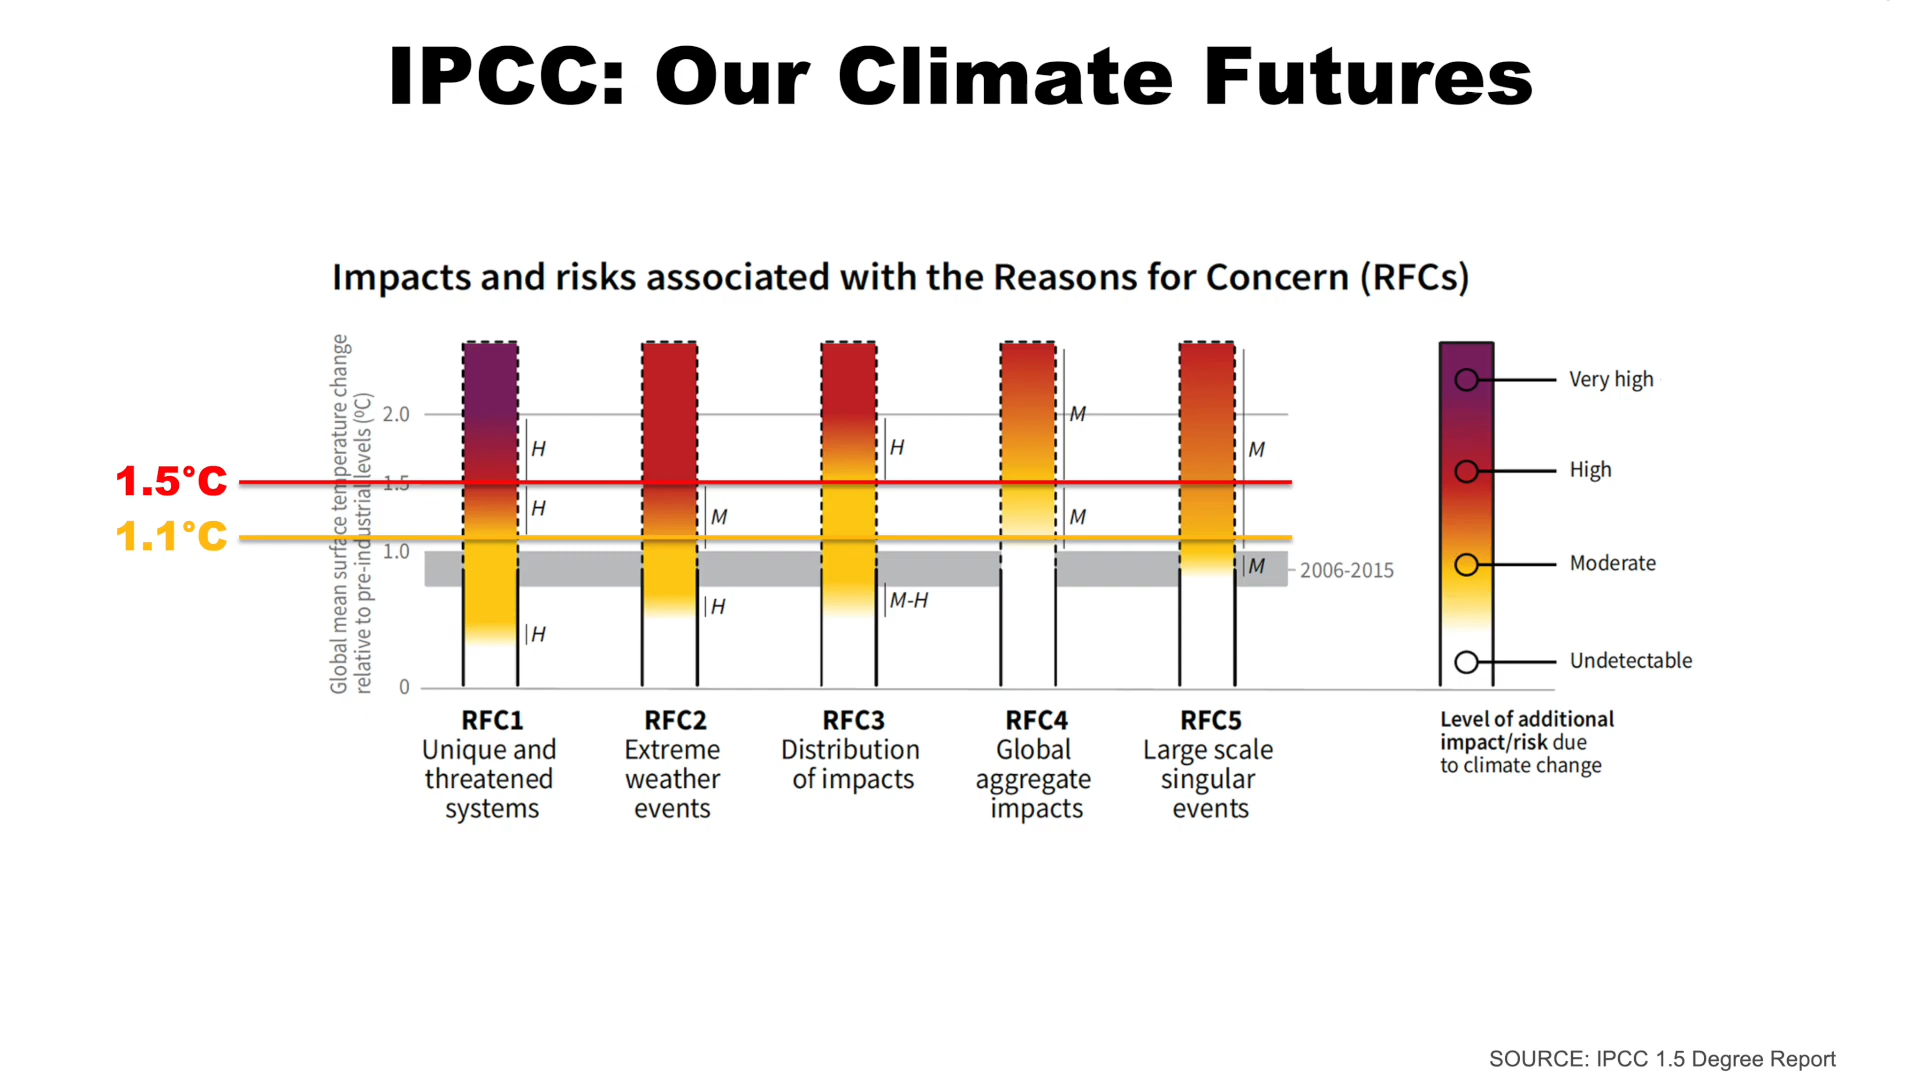 IPCC: Our Climate Futures
Impacts and risks associated with the Reasons for Concern (RFCs)
Global mean surface temperature change
relative to pre-industrial levels (⁰C)
2.0
1.5
1.0
0
1.5°C
1.1°C
H
H
H
M
H
H
M-H
M
M
M
M
2006-2015
RFC1
Unique and
threatened
systems
RFC2
Extreme
weather
events
RFC3
Distribution
of impacts
RFC4
Global
aggregate
impacts
RFC5
Large scale
singular
events
Very high
High
Moderate
Undetectable
Level of additional
impact/risk due
to climate change
SOURCE: IPCC 1.5 Degree Report